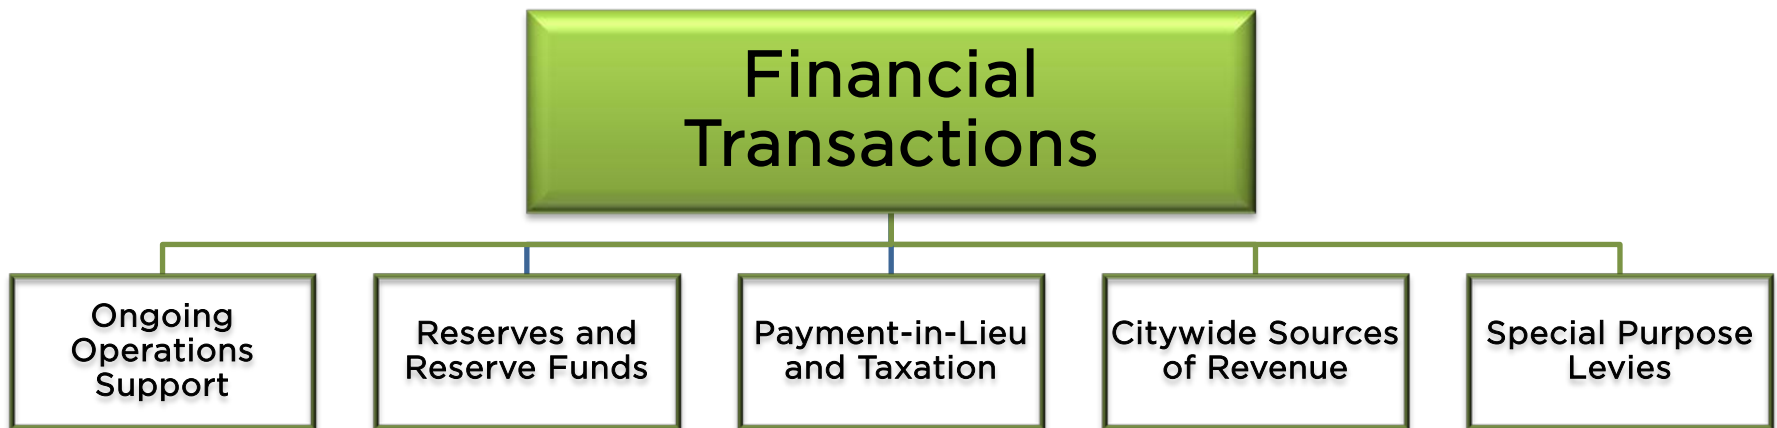 Financial
Transactions
Ongoing
Operations
Support
Reserves and
Reserve Funds
Payment-in-Lieu
and Taxation
Citywide Sources
of Revenue
Special Purpose
Levies